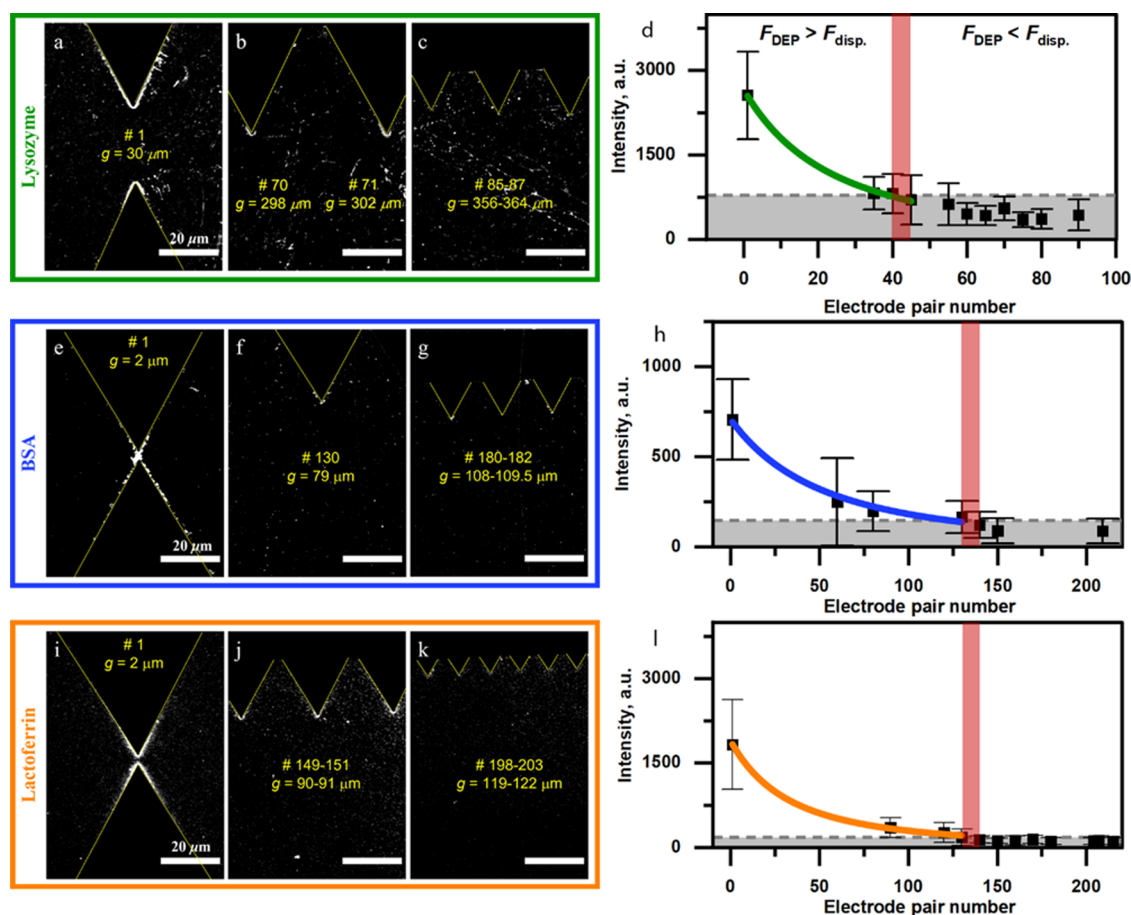 Lysozyme
a
# 1
g = 30 μm
20 μm
b
# 70
g = 298 μm
# 71
g = 302 μm
c
# 85-87
g = 356-364 μm
d
F_DEP > F_disp.
F_DEP < F_disp.
Intensity, a.u.
3000
1500
0
0 20 40 60 80 100
Electrode pair number
BSA
e
# 1
g = 2 μm
20 μm
f
# 130
g = 79 μm
g
# 180-182
g = 108-109.5 μm
h
Intensity, a.u.
1000
500
0
0 50 100 150 200
Electrode pair number
Lactoferrin
i
# 1
g = 2 μm
20 μm
j
# 149-151
g = 90-91 μm
k
# 198-203
g = 119-122 μm
l
Intensity, a.u.
3000
1500
0
0 50 100 150 200
Electrode pair number